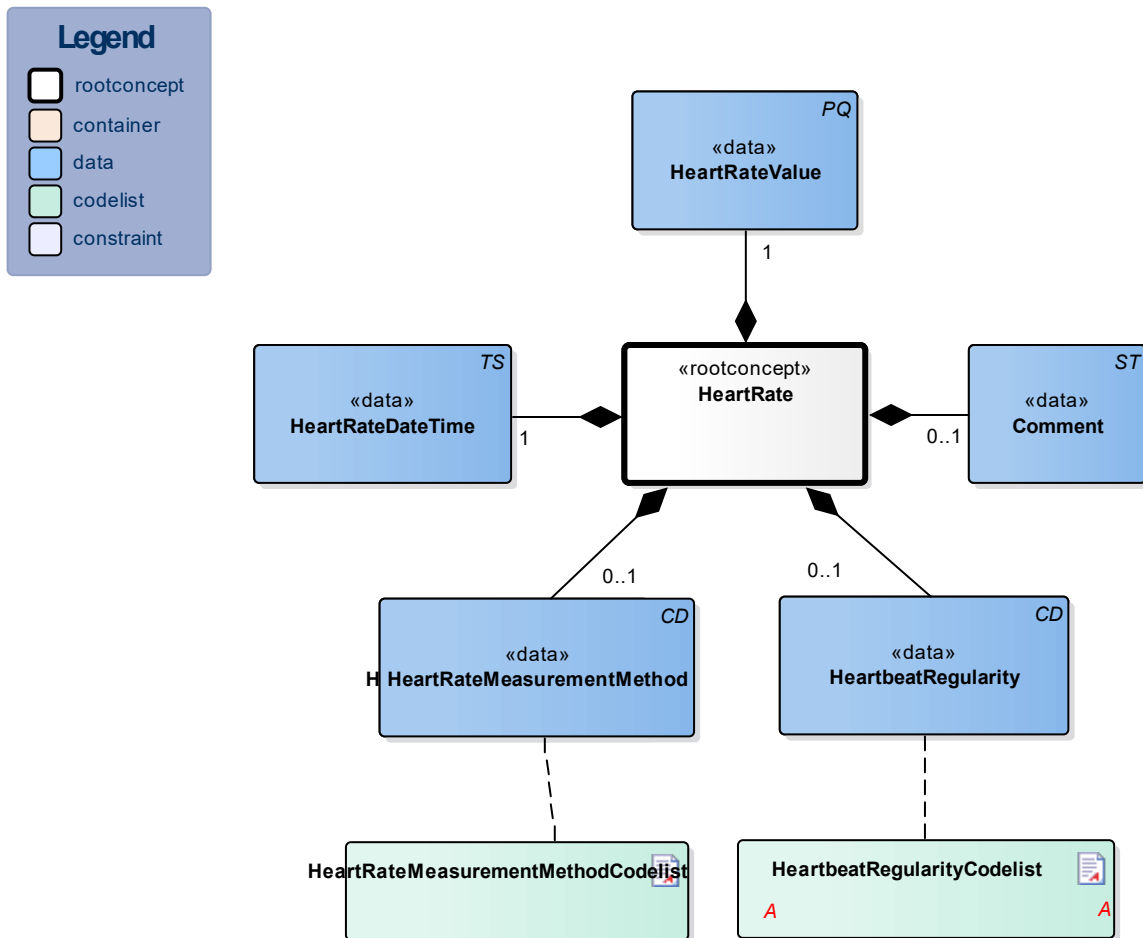 Legend
rootconcept
container
data
codelist
constraint
PQ
«data»
HeartRateValue
1
TS
«data»
HeartRateDateTime
1
«rootconcept»
HeartRate
ST
«data»
Comment
0..1
0..1
0..1
CD
«data»
H HeartRateMeasurementMethod
CD
«data»
HeartbeatRegularity
HeartRateMeasurementMethodCodelist
HeartbeatRegularityCodelist
A
A